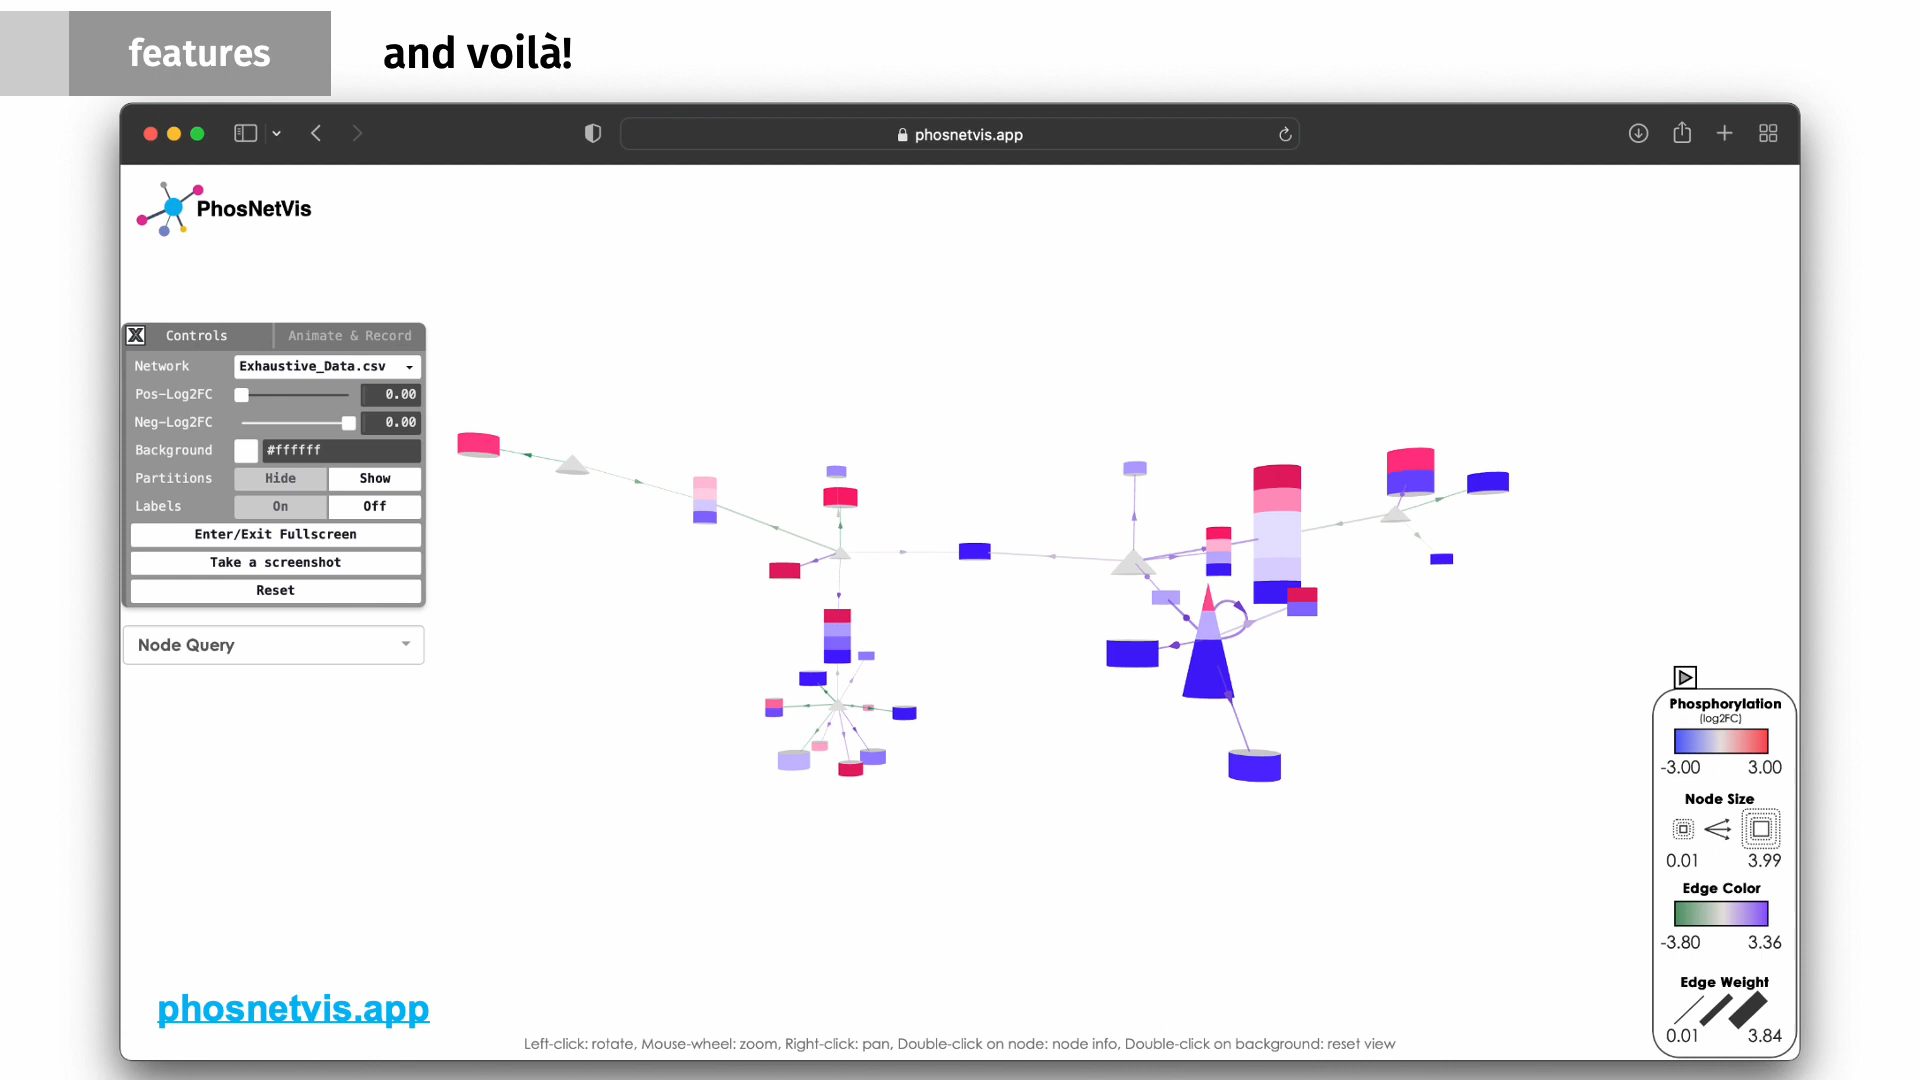 features
and voilà!
phosnetvis.app
PhosNetVis
Controls
Animate & Record
Network
Exhaustive_Data.csv
Pos-Log2FC
0.00
Neg-Log2FC
0.00
Background
#ffffff
Partitions
Hide
Show
Labels
On
Off
Enter/Exit Fullscreen
Take a screenshot
Reset
Node Query
Phosphorylation
(log2FC)
-3.00
3.00
Node Size
0.01
3.99
Edge Color
-3.80
3.36
Edge Weight
0.01
3.84
phosnetvis.app
Left-click: rotate, Mouse-wheel: zoom, Right-click: pan, Double-click on node: node info, Double-click on background: reset view